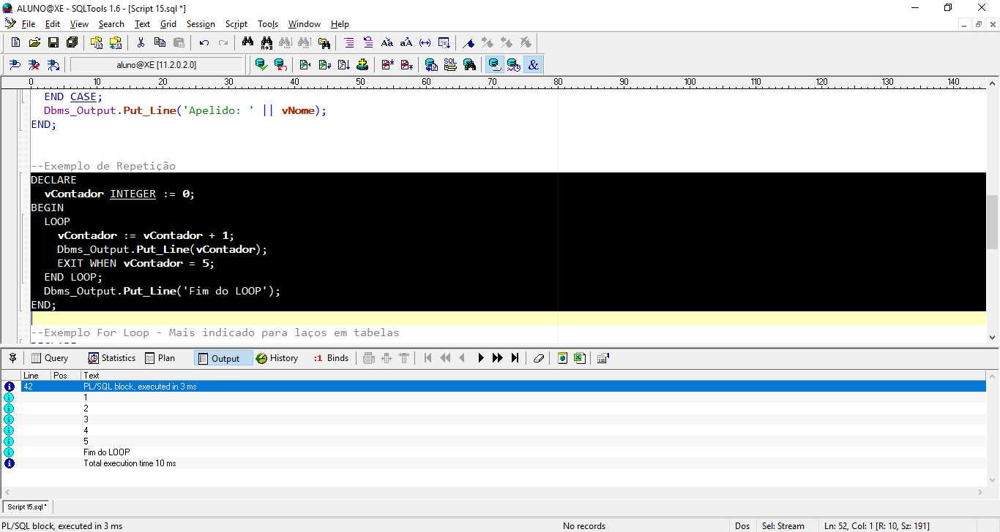 ALUNO@XE - SQLTools 1.6 - [Script 15.sql *]
File Edit View Search Text Grid Session Script Tools Window Help
aluno@XE [11.2.0.2.0]
SQL
&
0 10 20 30 40 50 60 70 80 90 100 110 120 130 140
END CASE;
Dbms_Output.Put_Line('Apelido: ' || vNome);
END;
--Exemplo de Repetição
DECLARE
vContador INTEGER := 0;
BEGIN
LOOP
vContador := vContador + 1;
Dbms_Output.Put_Line(vContador);
EXIT WHEN vContador = 5;
END LOOP;
Dbms_Output.Put_Line('Fim do LOOP');
END;
--Exemplo For Loop - Mais indicado para laços em tabelas
Query Statistics Plan Output History :1 Binds
Line Pos Text
42 PL/SQL block, executed in 3 ms
1
2
3
4
5
Fim do LOOP
Total execution time 10 ms
Script 15.sql *
PL/SQL block, executed in 3 ms No records Dos Sel: Stream Ln: 52, Col: 1 [R: 10, Sz: 191]